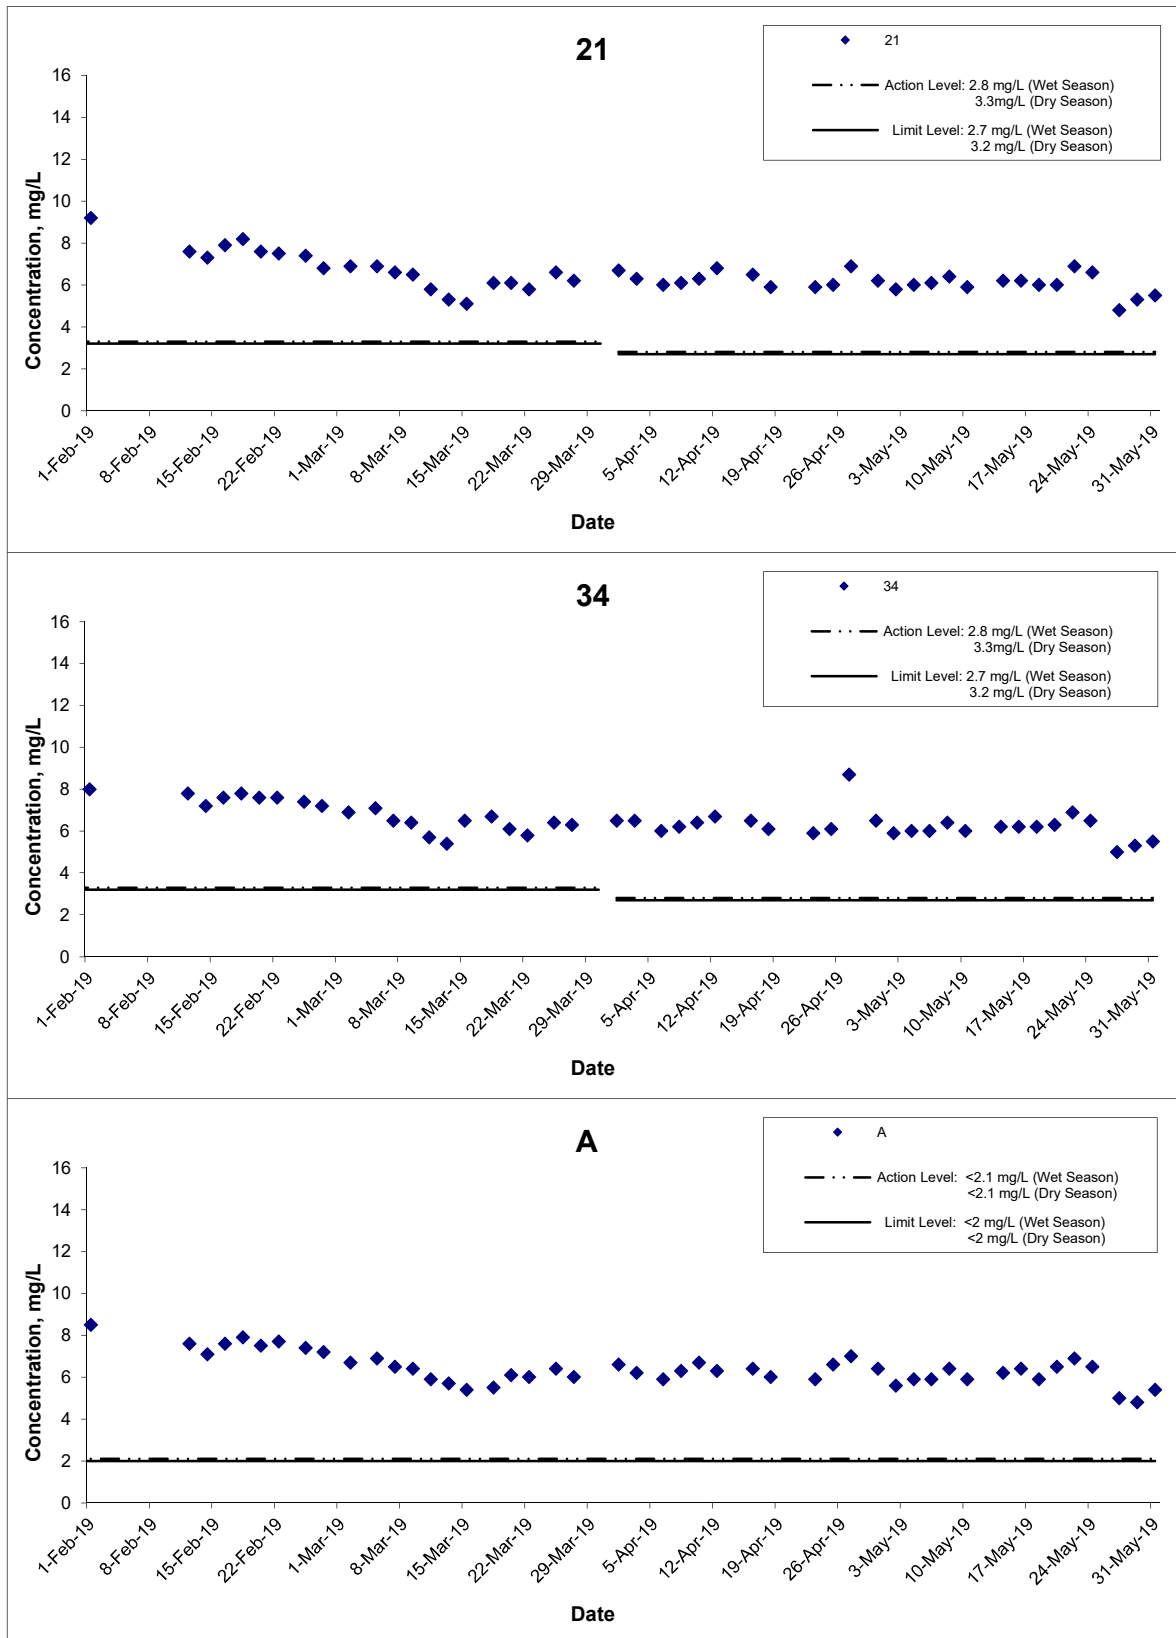 21
21
Action Level: 2.8 mg/L (Wet Season)
3.3mg/L (Dry Season)
Limit Level: 2.7 mg/L (Wet Season)
3.2 mg/L (Dry Season)
Concentration, mg/L
16
14
12
10
8
6
4
2
0
1-Feb-19
8-Feb-19
15-Feb-19
22-Feb-19
1-Mar-19
8-Mar-19
15-Mar-19
22-Mar-19
29-Mar-19
5-Apr-19
12-Apr-19
19-Apr-19
26-Apr-19
3-May-19
10-May-19
17-May-19
24-May-19
31-May-19
Date
34
34
Action Level: 2.8 mg/L (Wet Season)
3.3mg/L (Dry Season)
Limit Level: 2.7 mg/L (Wet Season)
3.2 mg/L (Dry Season)
Concentration, mg/L
16
14
12
10
8
6
4
2
0
1-Feb-19
8-Feb-19
15-Feb-19
22-Feb-19
1-Mar-19
8-Mar-19
15-Mar-19
22-Mar-19
29-Mar-19
5-Apr-19
12-Apr-19
19-Apr-19
26-Apr-19
3-May-19
10-May-19
17-May-19
24-May-19
31-May-19
Date
A
A
Action Level: <2.1 mg/L (Wet Season)
<2.1 mg/L (Dry Season)
Limit Level: <2 mg/L (Wet Season)
<2 mg/L (Dry Season)
Concentration, mg/L
16
14
12
10
8
6
4
2
0
1-Feb-19
8-Feb-19
15-Feb-19
22-Feb-19
1-Mar-19
8-Mar-19
15-Mar-19
22-Mar-19
29-Mar-19
5-Apr-19
12-Apr-19
19-Apr-19
26-Apr-19
3-May-19
10-May-19
17-May-19
24-May-19
31-May-19
Date